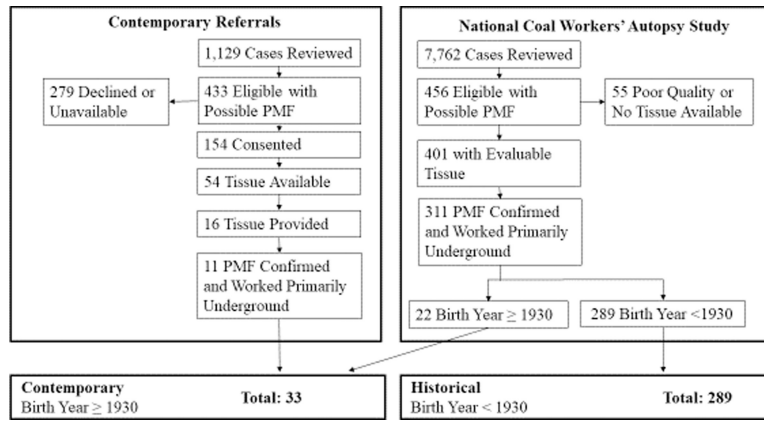 Contemporary Referrals
1,129 Cases Reviewed
279 Declined or
Unavailable
433 Eligible with
Possible PMF
154 Consented
54 Tissue Available
16 Tissue Provided
11 PMF Confirmed
and Worked Primarily
Underground
National Coal Workers' Autopsy Study
7,762 Cases Reviewed
456 Eligible with
Possible PMF
55 Poor Quality or
No Tissue Available
401 with Evaluable
Tissue
311 PMF Confirmed
and Worked Primarily
Underground
22 Birth Year ≥ 1930
289 Birth Year <1930
Contemporary
Birth Year ≥ 1930
Total: 33
Historical
Birth Year < 1930
Total: 289